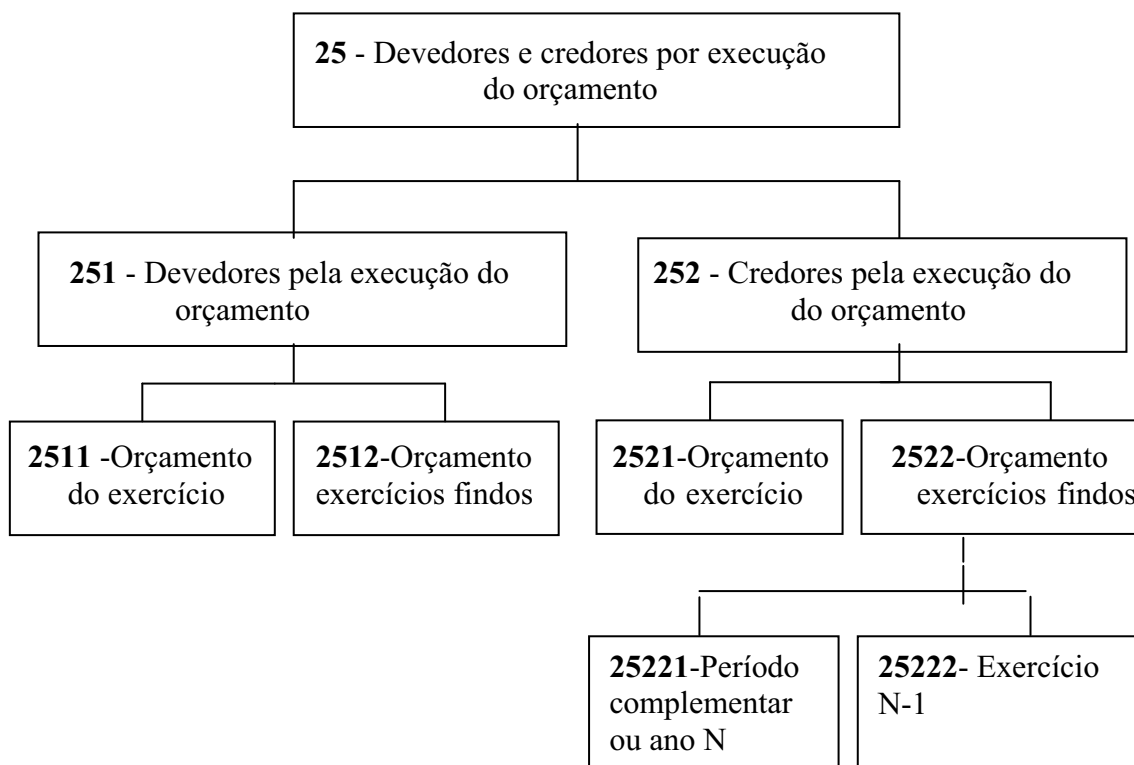 25 - Devedores e credores por execução
do orçamento
251 - Devedores pela execução do
orçamento
252 - Credores pela execução do
do orçamento
2511 -Orçamento
do exercício
2512-Orçamento
exercícios findos
2521-Orçamento
do exercício
2522-Orçamento
exercícios findos
25221-Período
complementar
ou ano N
25222- Exercício
N-1